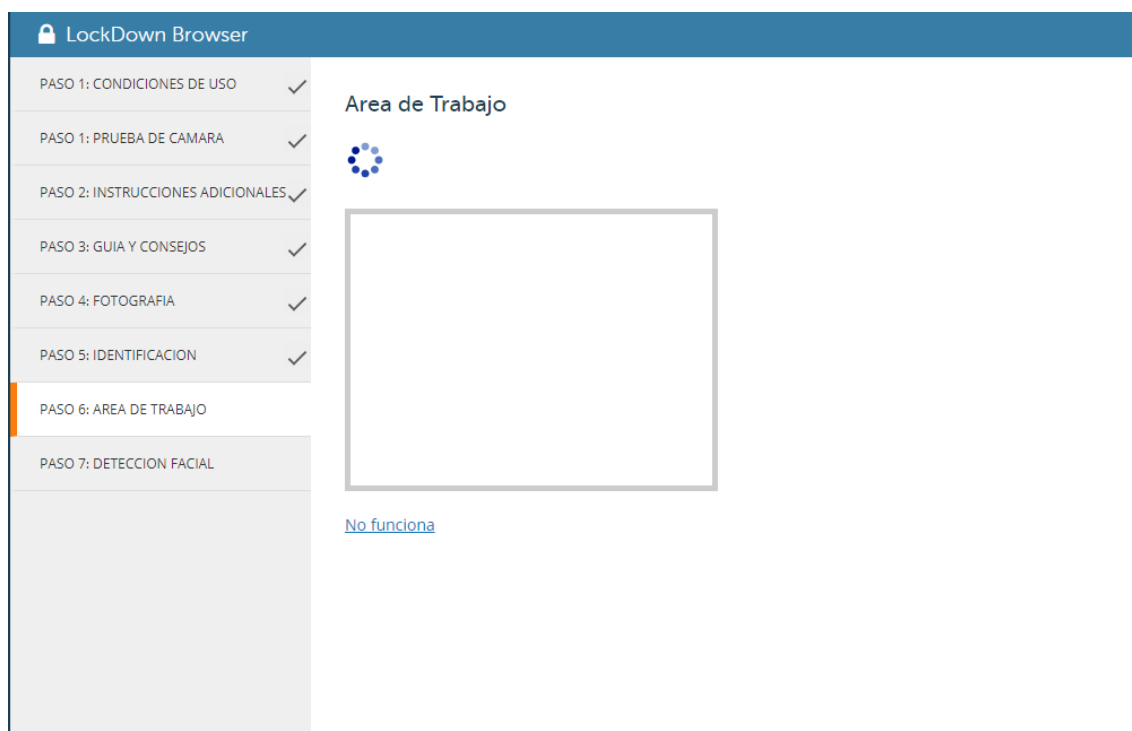 LockDown Browser
PASO 1: CONDICIONES DE USO
PASO 1: PRUEBA DE CAMARA
PASO 2: INSTRUCCIONES ADICIONALES
PASO 3: GUIA Y CONSEJOS
PASO 4: FOTOGRAFIA
PASO 5: IDENTIFICACION
PASO 6: AREA DE TRABAJO
PASO 7: DETECCION FACIAL
Area de Trabajo
No funciona